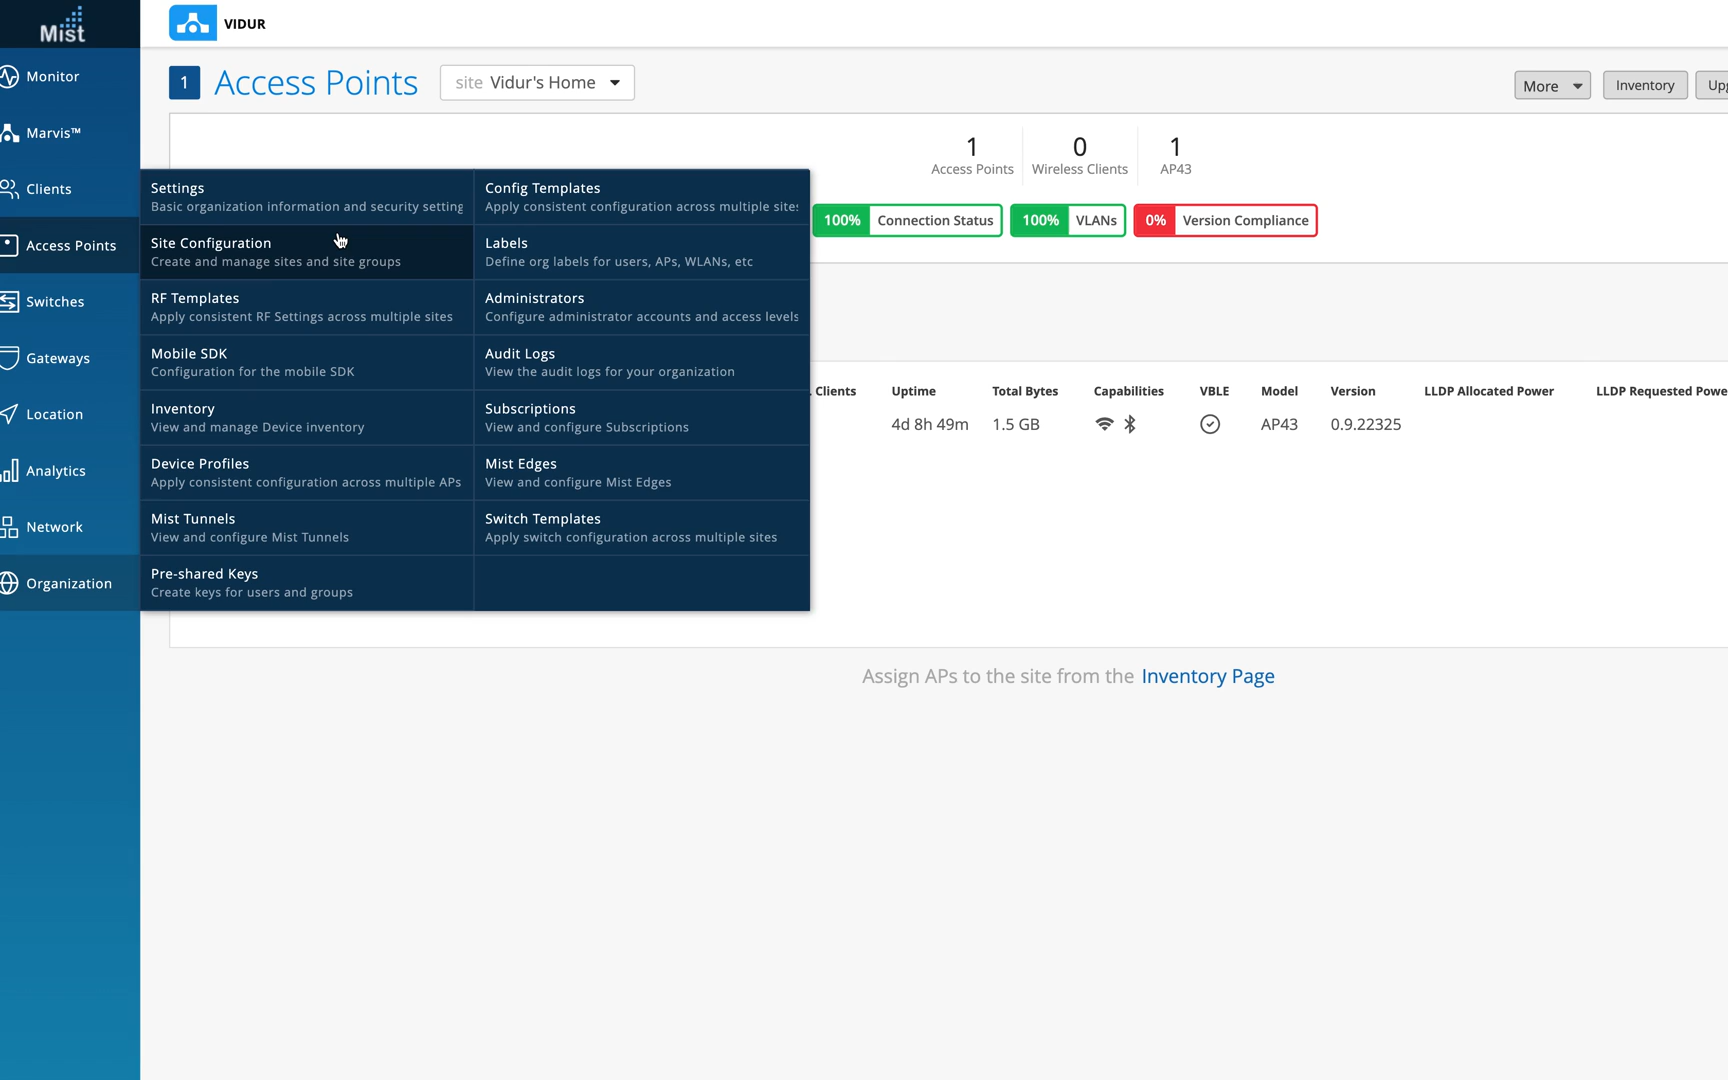 Mist
VIDUR
Monitor
Marvis™
Clients
Access Points
Switches
Gateways
Location
Analytics
Network
Organization
1 Access Points site Vidur's Home
More Inventory
1 0 1
Access Points Wireless Clients AP43
100% Connection Status 100% VLANs 0% Version Compliance
Settings
Basic organization information and security setting
Config Templates
Apply consistent configuration across multiple sites
Site Configuration
Create and manage sites and site groups
Labels
Define org labels for users, APs, WLANs, etc
RF Templates
Apply consistent RF Settings across multiple sites
Administrators
Configure administrator accounts and access levels
Mobile SDK
Configuration for the mobile SDK
Audit Logs
View the audit logs for your organization
Inventory
View and manage Device inventory
Subscriptions
View and configure Subscriptions
Device Profiles
Apply consistent configuration across multiple APs
Mist Edges
View and configure Mist Edges
Mist Tunnels
View and configure Mist Tunnels
Switch Templates
Apply switch configuration across multiple sites
Pre-shared Keys
Create keys for users and groups
Clients Uptime Total Bytes Capabilities VBLE Model Version LLDP Allocated Power LLDP Requested Powe
4d 8h 49m 1.5 GB AP43 0.9.22325
Assign APs to the site from the Inventory Page